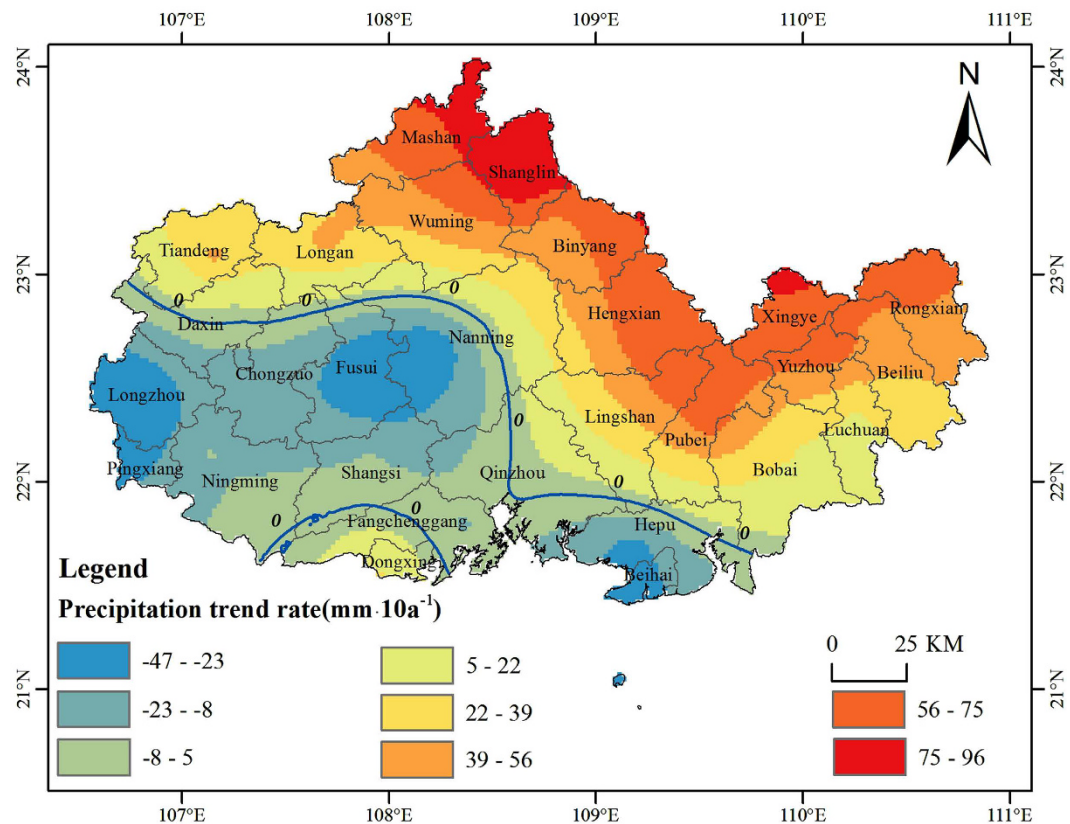 107°E 108°E 109°E 110°E 111°E
24°N 24°N
N
Mashan
Shanglin
Wuming
Binyang
Tiandeng
Longan
23°N 23°N
0 0 0
Daxin
Nanning
Hengxian
Xingye
Rongxian
Chongzuo
Fusui
Yuzhou
Beiliu
Longzhou
0
Lingshan
Pubei
Luchuan
Pingxiang
Ningming
Shangsi
Qinzhou
Bobai
22°N 22°N
0 0 0 0
Fangchenggang
Hepu
Dongxing
Beihai
Legend
Precipitation trend rate(mm·10a⁻¹)
-47 - -23
-23 - -8
-8 - 5
5 - 22
22 - 39
39 - 56
0 25 KM
56 - 75
75 - 96
21°N 21°N
107°E 108°E 109°E 110°E 111°E